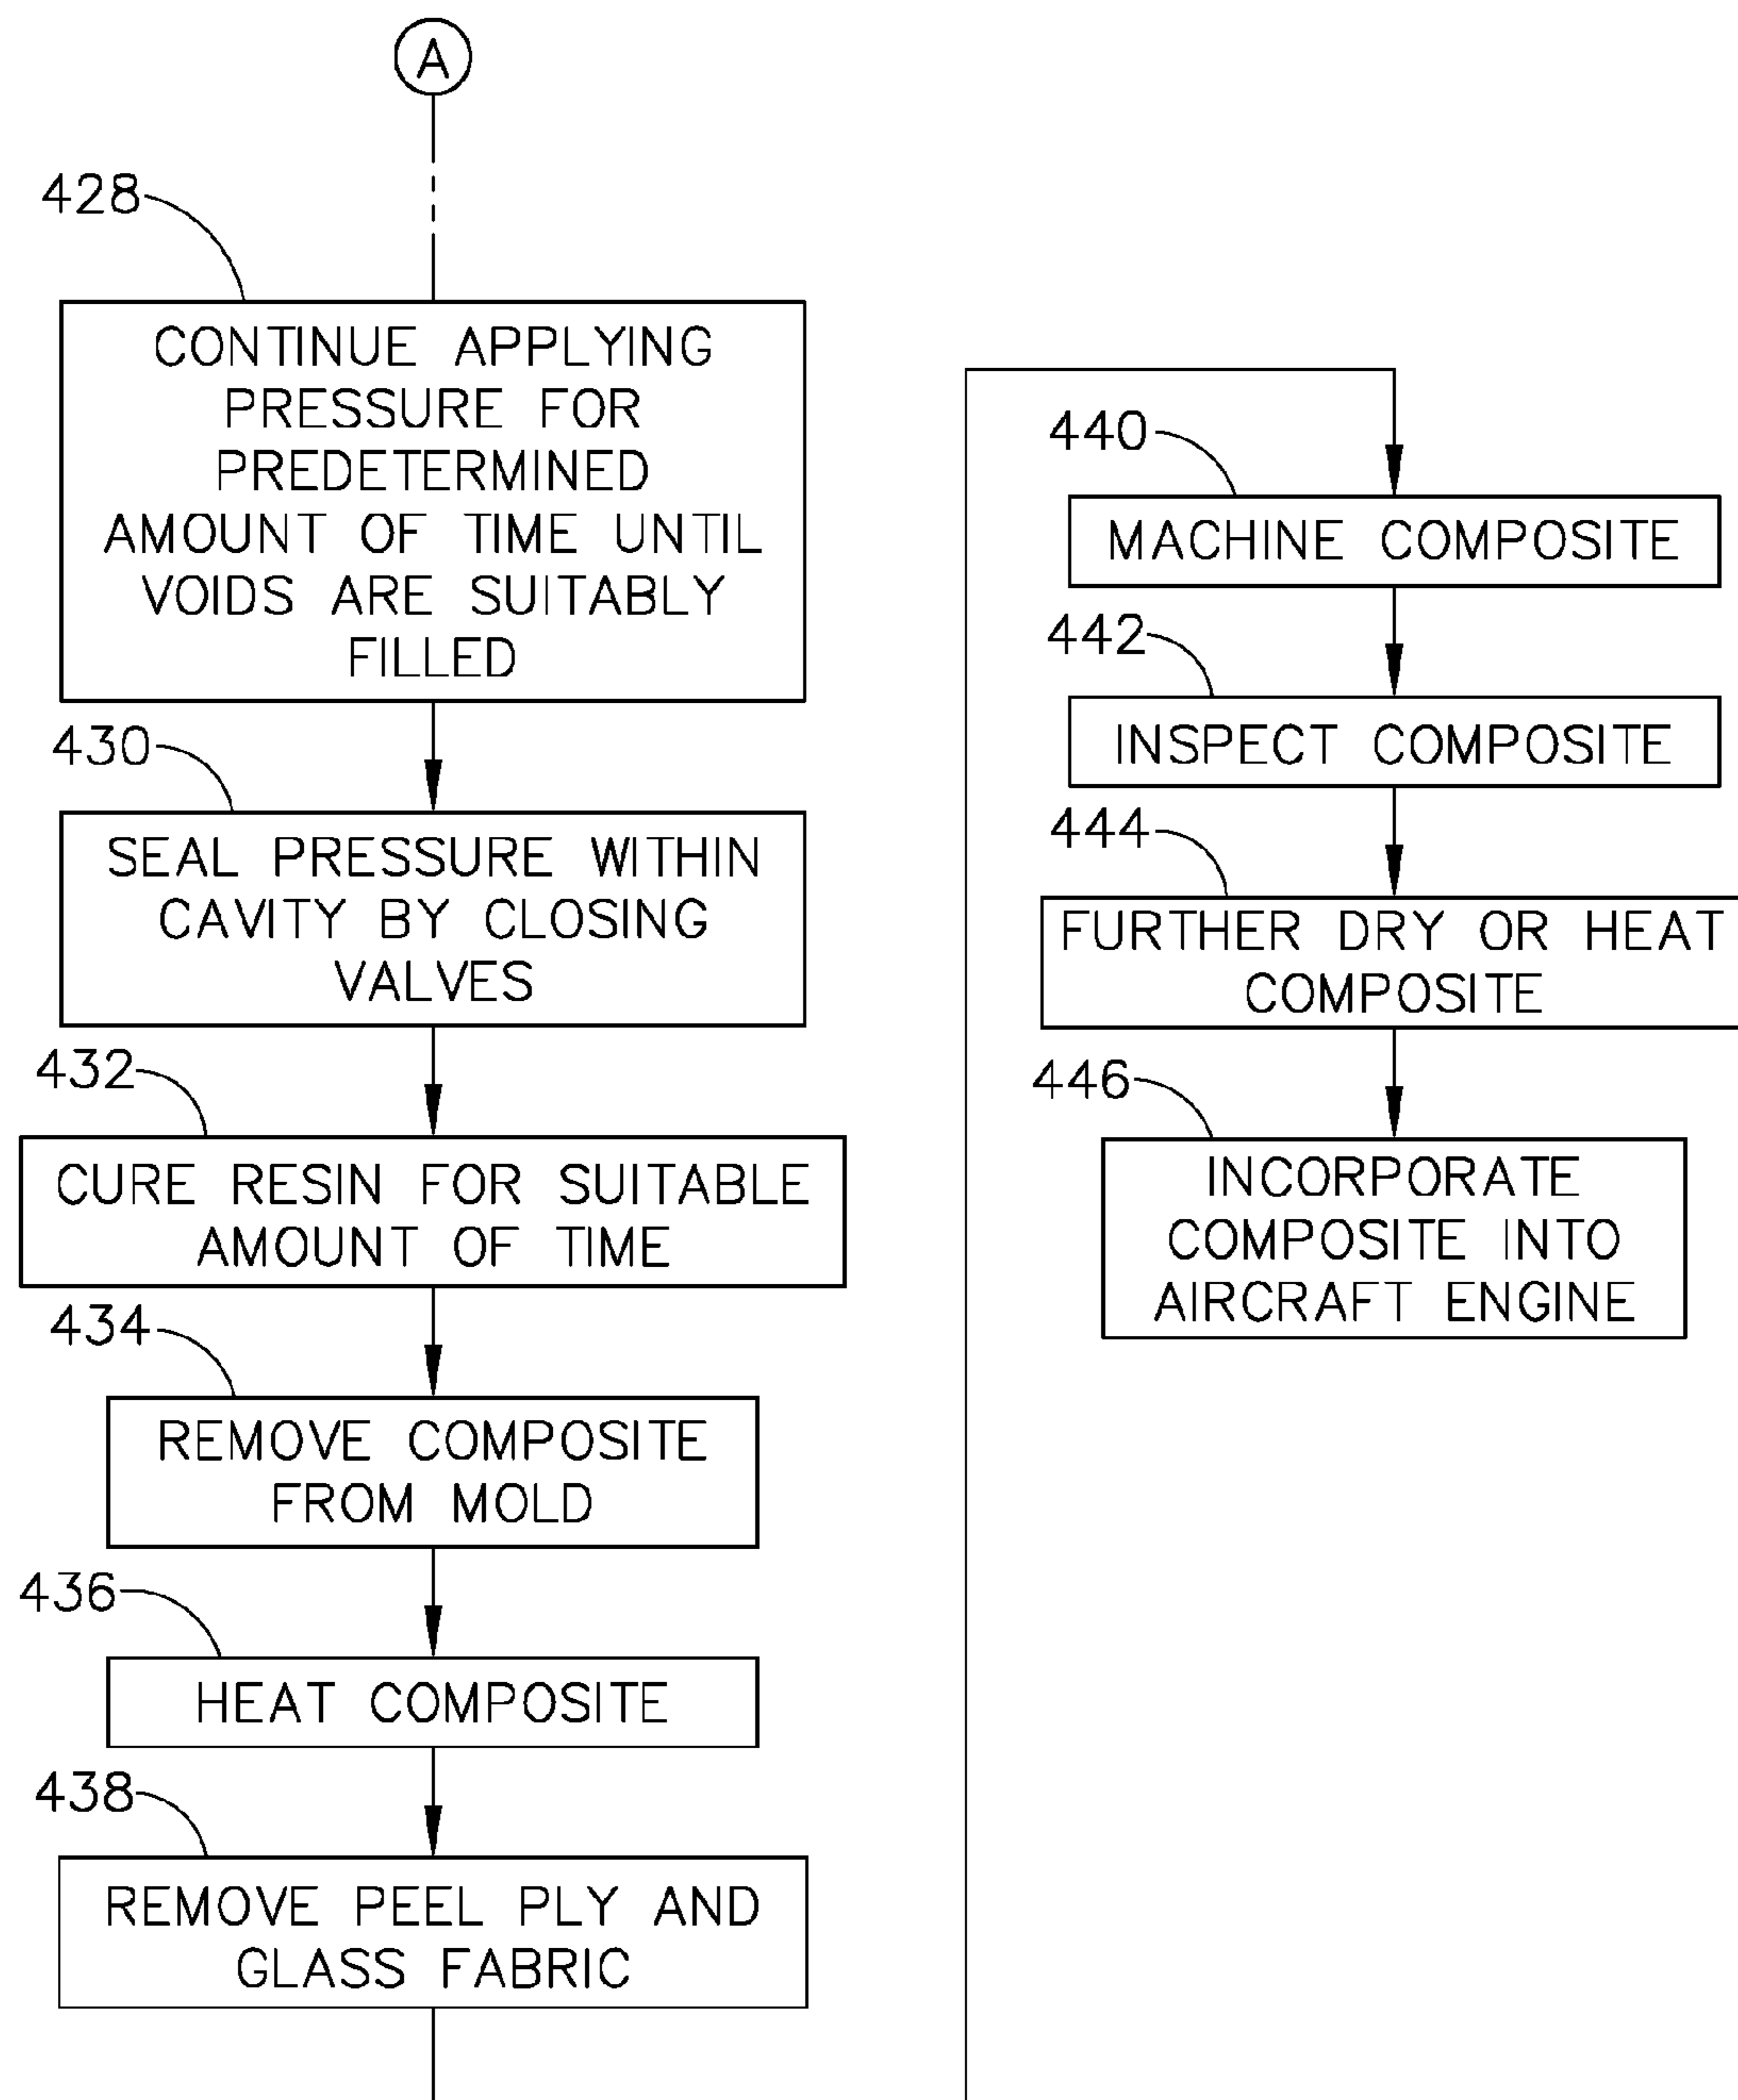 A
428
CONTINUE APPLYING
PRESSURE FOR
PREDETERMINED
AMOUNT OF TIME UNTIL
VOIDS ARE SUITABLY
FILLED
430
SEAL PRESSURE WITHIN
CAVITY BY CLOSING
VALVES
432
CURE RESIN FOR SUITABLE
AMOUNT OF TIME
434
REMOVE COMPOSITE
FROM MOLD
436
HEAT COMPOSITE
438
REMOVE PEEL PLY AND
GLASS FABRIC
440
MACHINE COMPOSITE
442
INSPECT COMPOSITE
444
FURTHER DRY OR HEAT
COMPOSITE
446
INCORPORATE
COMPOSITE INTO
AIRCRAFT ENGINE